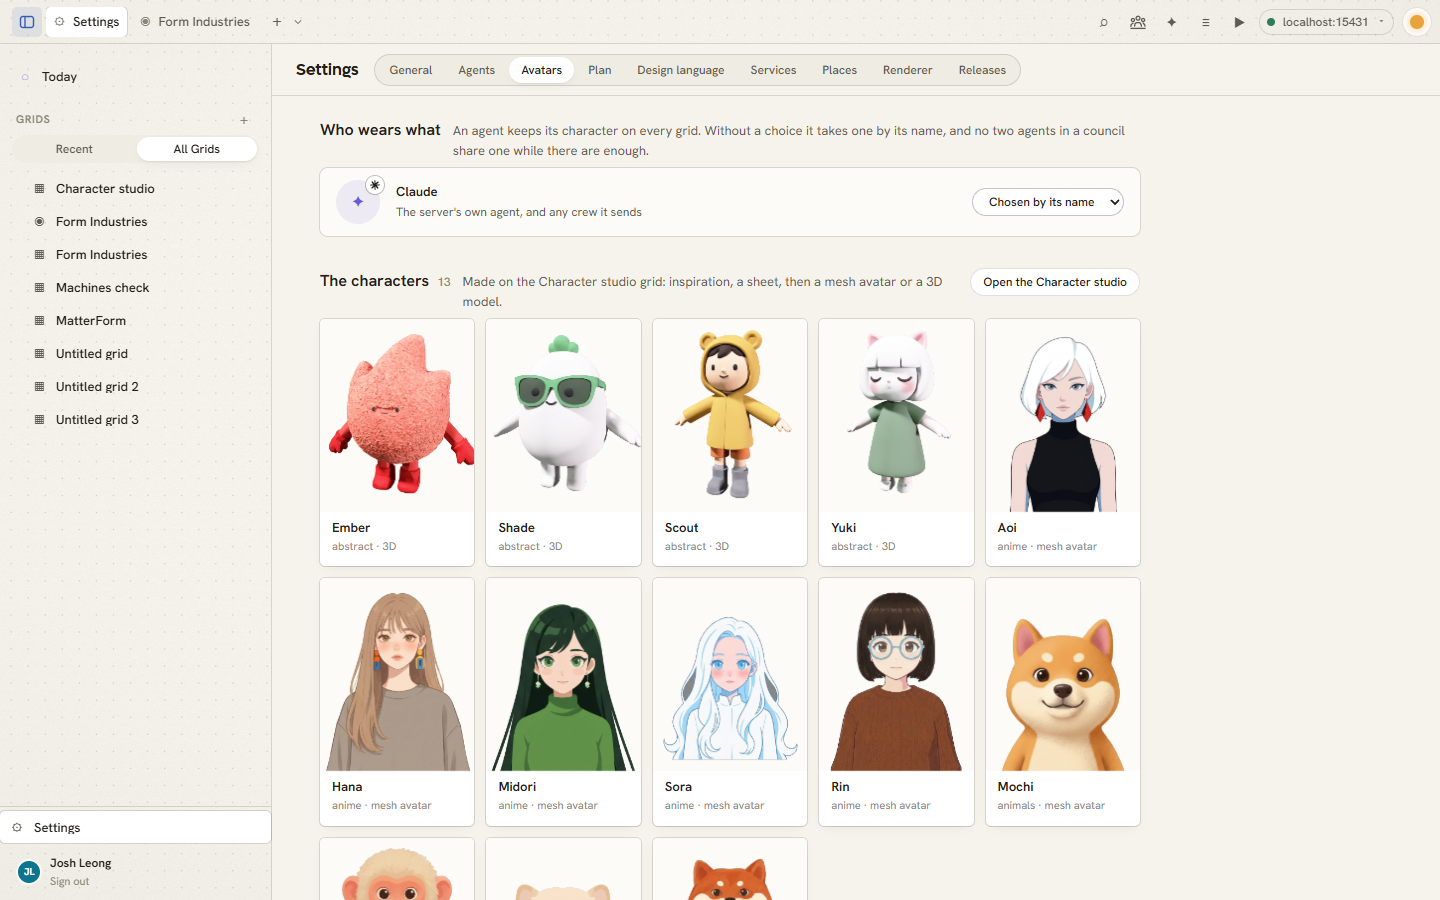 Settings
Form Industries
localhost:15431
Today
GRIDS
Recent
All Grids
Character studio
Form Industries
Form Industries
Machines check
MatterForm
Untitled grid
Untitled grid 2
Untitled grid 3
Settings
JL
Josh Leong
Sign out
Settings
General
Agents
Avatars
Plan
Design language
Services
Places
Renderer
Releases
Who wears what
An agent keeps its character on every grid. Without a choice it takes one by its name, and no two agents in a council
share one while there are enough.
Claude
The server's own agent, and any crew it sends
Chosen by its name
The characters 13
Made on the Character studio grid: inspiration, a sheet, then a mesh avatar or a 3D
model.
Open the Character studio
Ember
abstract · 3D
Shade
abstract · 3D
Scout
abstract · 3D
Yuki
abstract · 3D
Aoi
anime · mesh avatar
Hana
anime · mesh avatar
Midori
anime · mesh avatar
Sora
anime · mesh avatar
Rin
anime · mesh avatar
Mochi
animals · mesh avatar